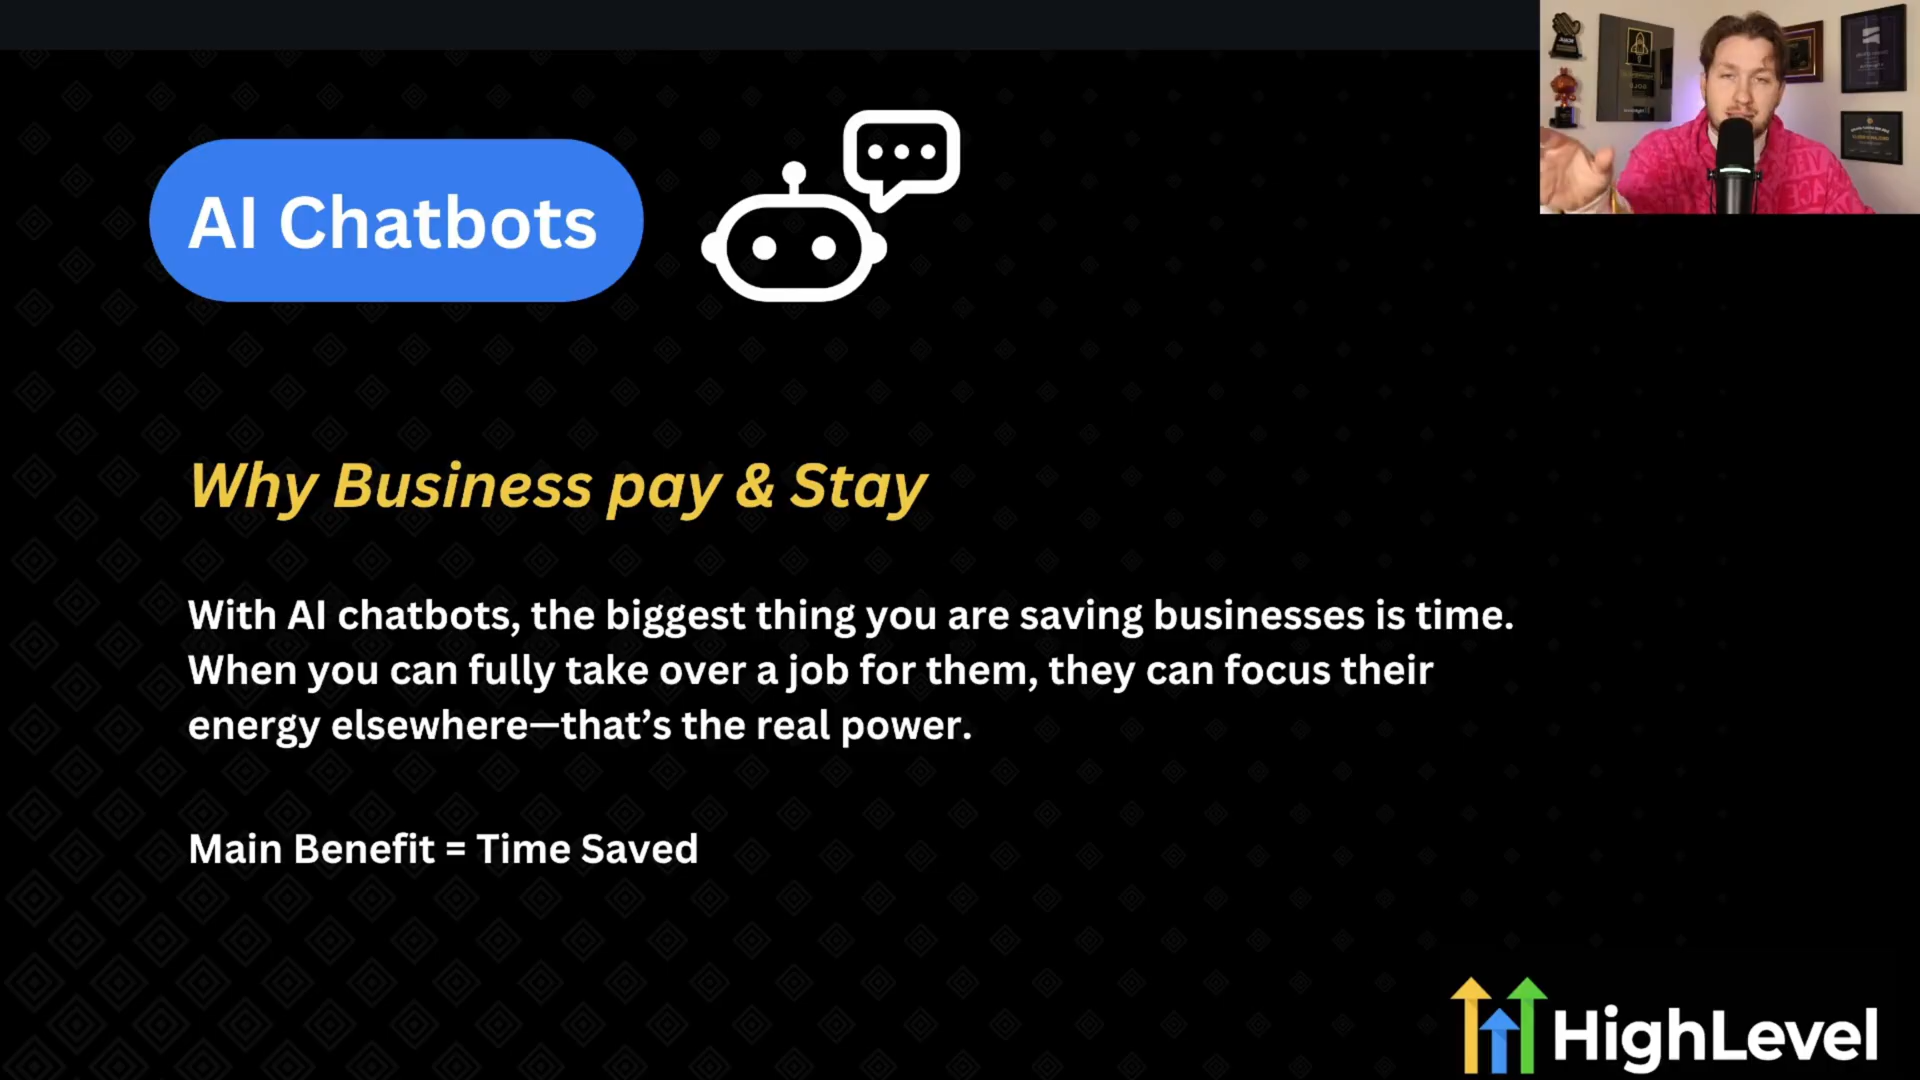 AI Chatbots
Why Business pay & Stay
With AI chatbots, the biggest thing you are saving businesses is time.
When you can fully take over a job for them, they can focus their
energy elsewhere—that's the real power.
Main Benefit = Time Saved
HighLevel